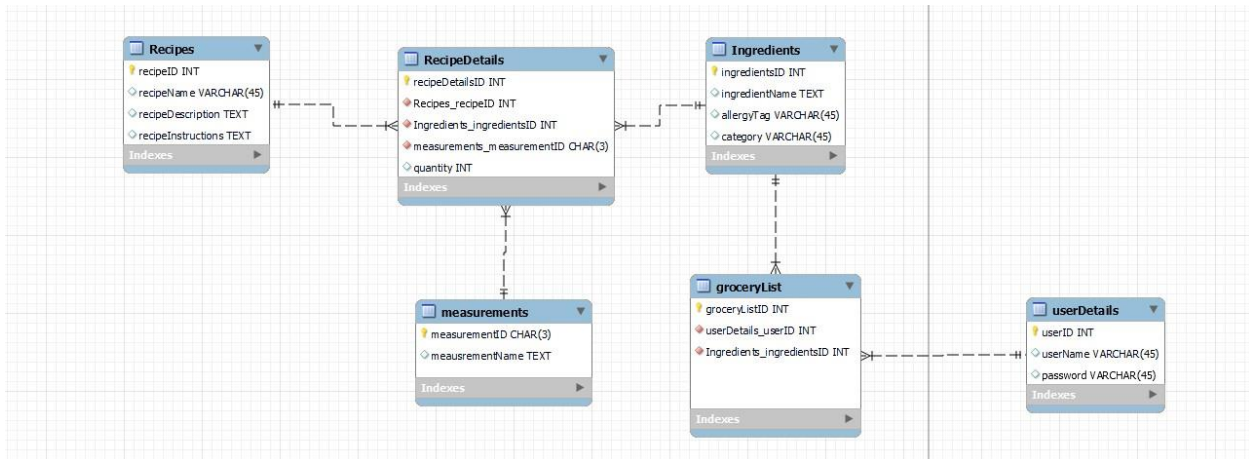 Recipes
recipeID INT
recipeName VARCHAR(45)
recipeDescription TEXT
recipeInstructions TEXT
Indexes
RecipeDetails
recipeDetailsID INT
Recipes_recipeID INT
Ingredients_ingredientsID INT
measurements_measurementID CHAR(3)
quantity INT
Indexes
Ingredients
ingredientsID INT
ingredientName TEXT
allergyTag VARCHAR(45)
category VARCHAR(45)
Indexes
measurements
measurementID CHAR(3)
meausrementName TEXT
Indexes
groceryList
groceryListID INT
userDetails_userID INT
Ingredients_ingredientsID INT
Indexes
userDetails
userID INT
userName VARCHAR(45)
password VARCHAR(45)
Indexes